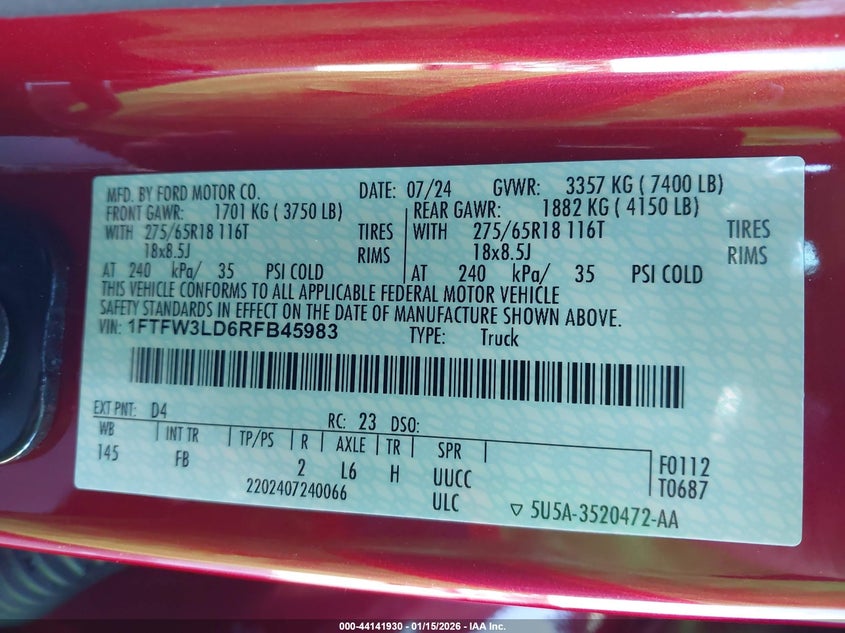 MFD. BY FORD MOTOR CO. DATE: 07/24 GVWR: 3357 KG ( 7400 LB)
FRONT GAWR: 1701 KG ( 3750 LB) REAR GAWR: 1882 KG ( 4150 LB)
WITH 275/65R18 116T TIRES WITH 275/65R18 116T TIRES
18x8.5J RIMS 18x8.5J RIMS
AT 240 kPa/ 35 PSI COLD AT 240 kPa/ 35 PSI COLD
THIS VEHICLE CONFORMS TO ALL APPLICABLE FEDERAL MOTOR VEHICLE
SAFETY STANDARDS IN EFFECT ON THE DATE OF MANUFACTURE SHOWN ABOVE.
VIN: 1FTFW3LD6RFB45983 TYPE: Truck
EXT PNT: D4 RC: 23 DSO:
WB INT TR TP/PS R AXLE TR SPR
145 FB 2 L6 H UUCC F0112
2202407240066 ULC T0687
▽ 5U5A-3520472-AA
000-44141930 - 01/15/2026 - IAA Inc.